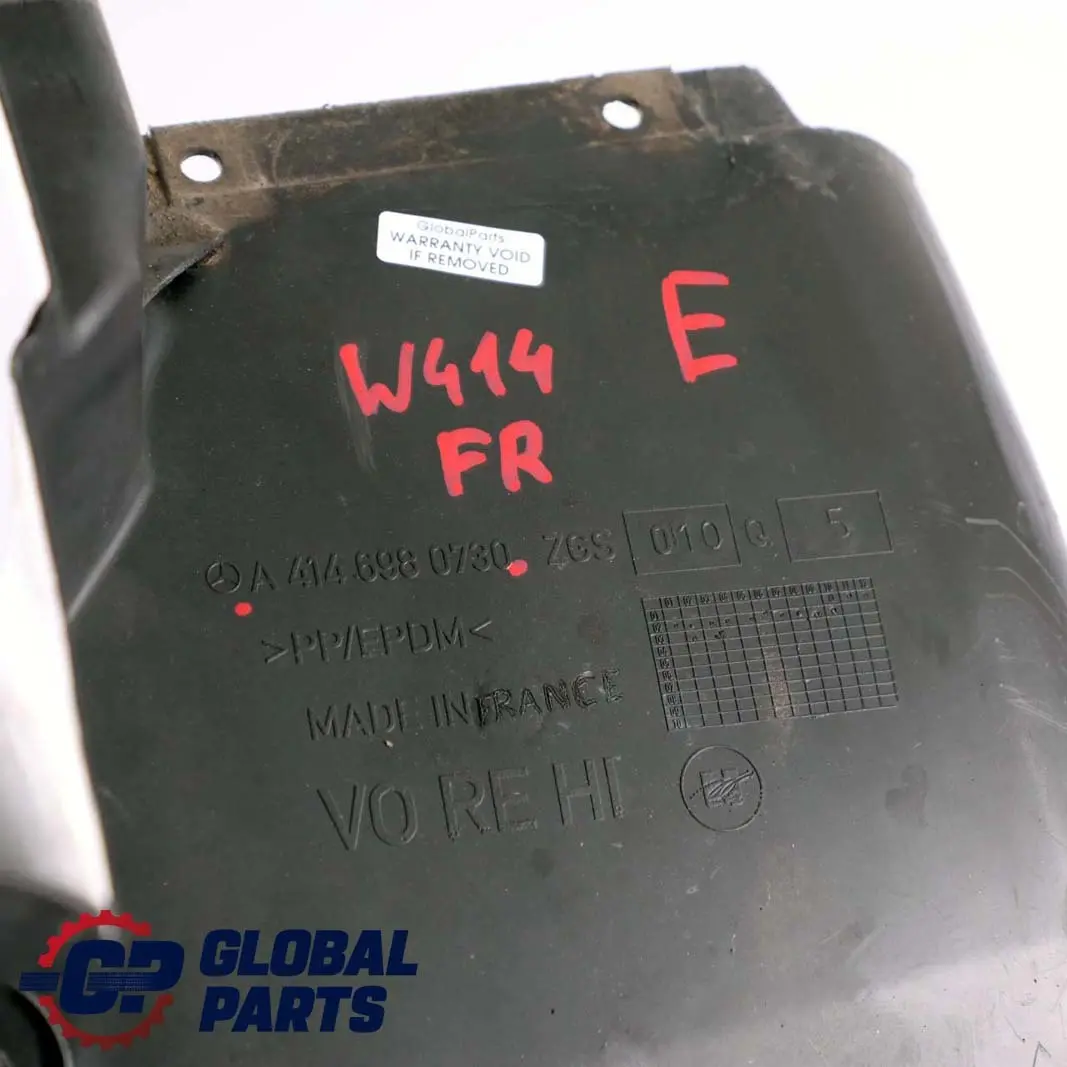 GlobalParts
WARRANTY VOID
IF REMOVED
E
W414
FR
A 414 698 0730 ZGS 010 Q 5
>PP/EPDM<
MADE IN FRANCE
VO RE HI
GP GLOBAL
PARTS